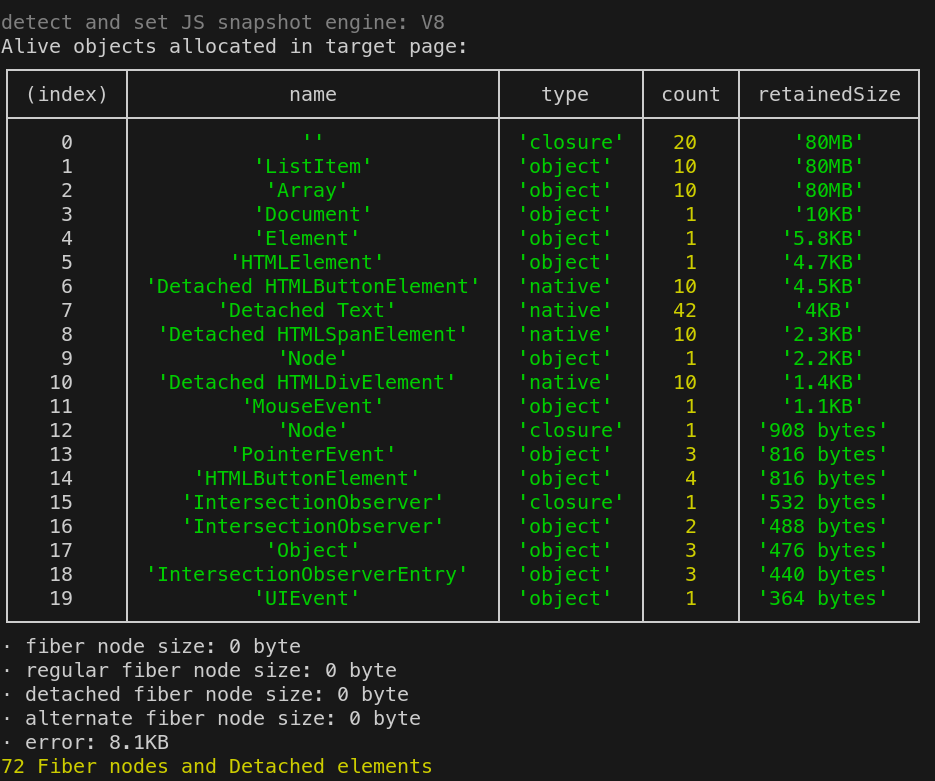 detect and set JS snapshot engine: V8
Alive objects allocated in target page:
(index) name type count retainedSize
0 '' 'closure' 20 '80MB'
1 'ListItem' 'object' 10 '80MB'
2 'Array' 'object' 10 '80MB'
3 'Document' 'object' 1 '10KB'
4 'Element' 'object' 1 '5.8KB'
5 'HTMLElement' 'object' 1 '4.7KB'
6 'Detached HTMLButtonElement' 'native' 10 '4.5KB'
7 'Detached Text' 'native' 42 '4KB'
8 'Detached HTMLSpanElement' 'native' 10 '2.3KB'
9 'Node' 'object' 1 '2.2KB'
10 'Detached HTMLDivElement' 'native' 10 '1.4KB'
11 'MouseEvent' 'object' 1 '1.1KB'
12 'Node' 'closure' 1 '908 bytes'
13 'PointerEvent' 'object' 3 '816 bytes'
14 'HTMLButtonElement' 'object' 4 '816 bytes'
15 'IntersectionObserver' 'closure' 1 '532 bytes'
16 'IntersectionObserver' 'object' 2 '488 bytes'
17 'Object' 'object' 3 '476 bytes'
18 'IntersectionObserverEntry' 'object' 3 '440 bytes'
19 'UIEvent' 'object' 1 '364 bytes'
· fiber node size: 0 byte
· regular fiber node size: 0 byte
· detached fiber node size: 0 byte
· alternate fiber node size: 0 byte
· error: 8.1KB
72 Fiber nodes and Detached elements